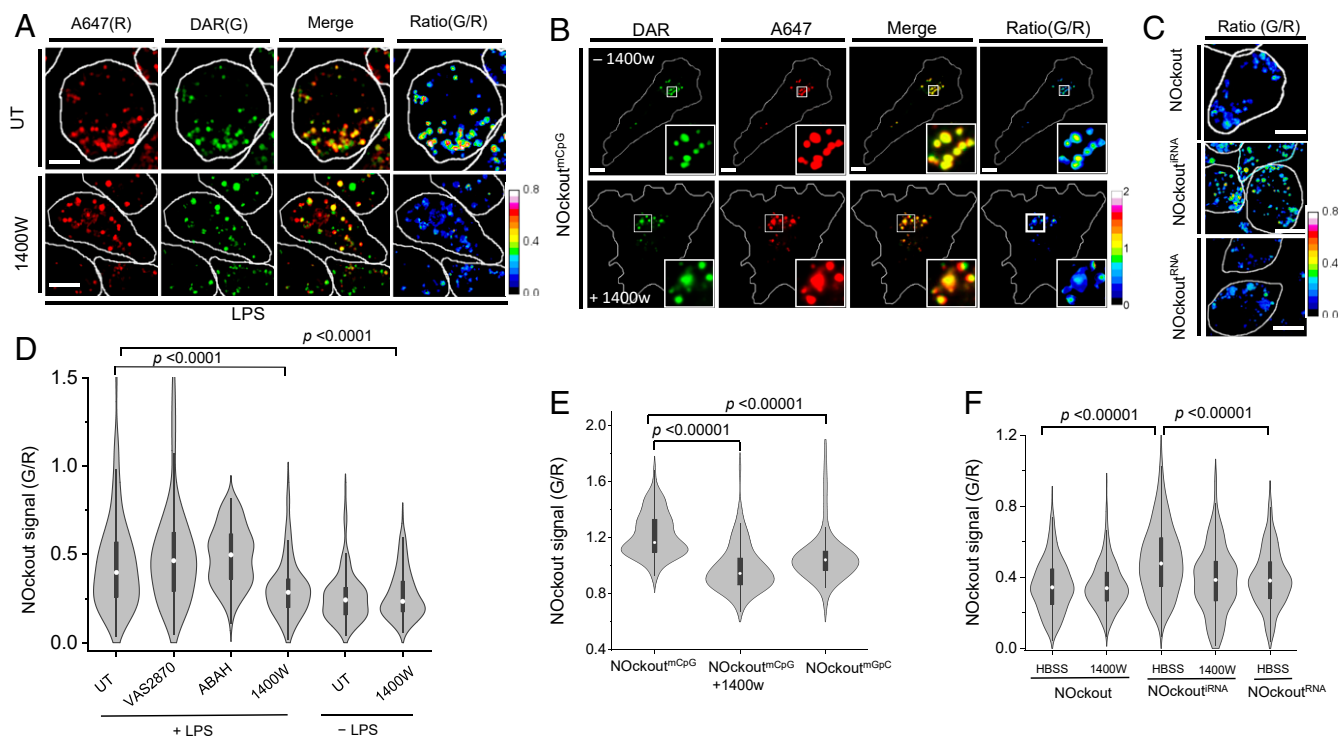 A
A647(R) DAR(G) Merge Ratio(G/R)
UT
1400W
0.8
0.4
0.0
LPS
B
DAR A647 Merge Ratio(G/R)
NOckout^mCpG
– 1400w
+ 1400w
2
1
0
C
Ratio (G/R)
NOckout
NOckout^iRNA
NOckout^RNA
0.8
0.4
0.0
D
p <0.0001
p <0.0001
NOckout signal (G/R)
1.5
1.0
0.5
0.0
UT VAS2870 ABAH 1400W UT 1400W
+ LPS – LPS
E
p <0.00001
p <0.00001
NOckout signal (G/R)
2.0
1.6
1.2
0.8
0.4
NOckout^mCpG NOckout^mCpG NOckout^mGpC
+1400w
F
p <0.00001 p <0.00001
NOckout signal (G/R)
1.2
0.8
0.4
0.0
HBSS 1400W HBSS 1400W HBSS
NOckout NOckout^iRNA NOckout^RNA